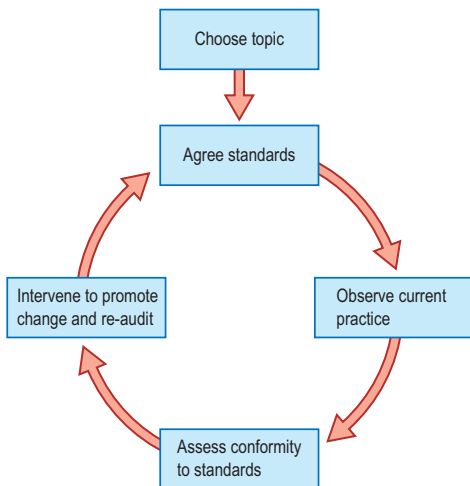 Choose topic
Agree standards
Observe current
practice
Assess conformity
to standards
Intervene to promote
change and re-audit